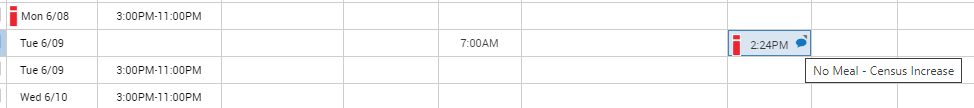 Mon 6/08 3:00PM-11:00PM
Tue 6/09 7:00AM 2:24PM
No Meal - Census Increase
Tue 6/09 3:00PM-11:00PM
Wed 6/10 3:00PM-11:00PM